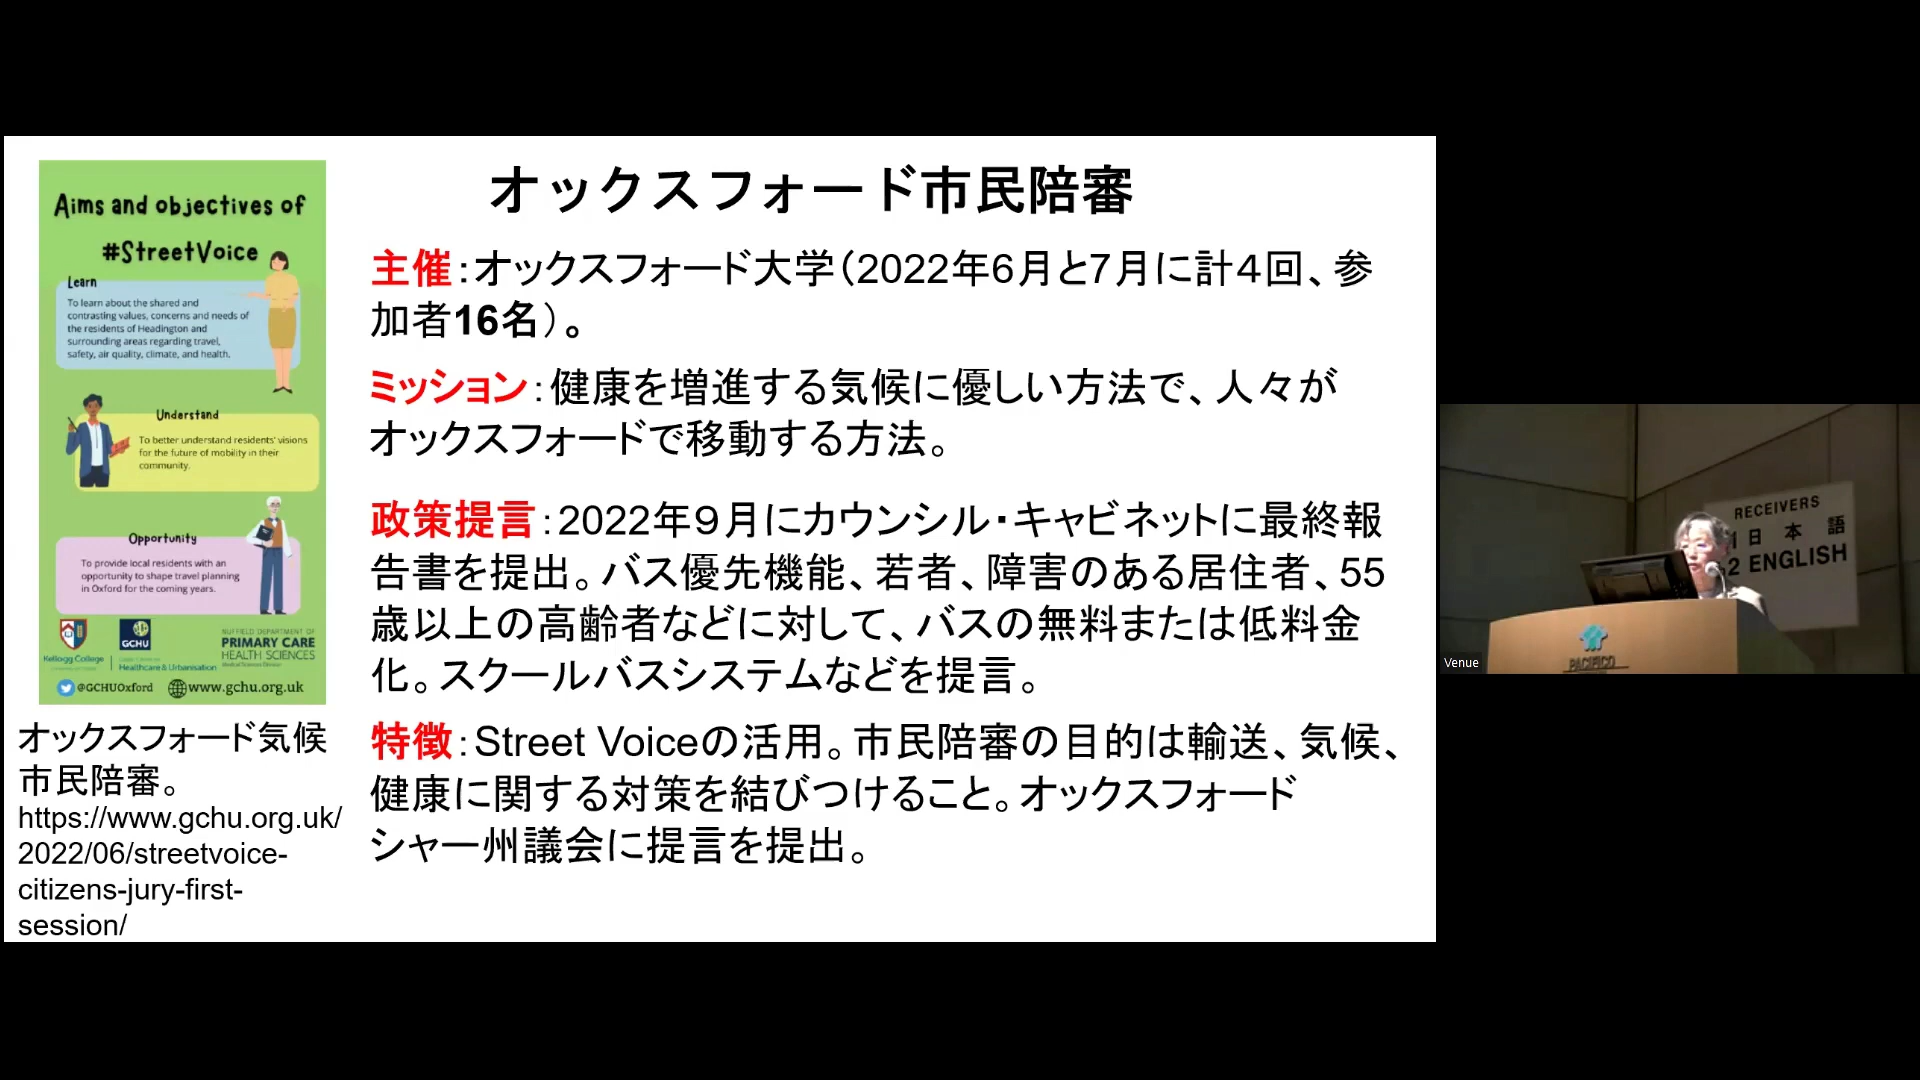 オックスフォード市民陪審
主催：オックスフォード大学（2022年6月と7月に計４回、参
加者16名）。
ミッション：健康を増進する気候に優しい方法で、人々が
オックスフォードで移動する方法。
政策提言：2022年９月にカウンシル・キャビネットに最終報
告書を提出。バス優先機能、若者、障害のある居住者、55
歳以上の高齢者などに対して、バスの無料または低料金
化。スクールバスシステムなどを提言。
特徴：Street Voiceの活用。市民陪審の目的は輸送、気候、
健康に関する対策を結びつけること。オックスフォード
シャー州議会に提言を提出。
Aims and objectives of
#StreetVoice
Learn
To learn about the shared and
contrasting values, concerns and needs of
the residents of Headington and
surrounding areas regarding travel,
safety, air quality, climate, and health.
Understand
To better understand residents' visions
for the future of mobility in their
community.
Opportunity
To provide local residents with an
opportunity to shape travel planning
in Oxford for the coming years.
Kellogg College
GCHU
Healthcare & Urbanisation
NUFFIELD DEPARTMENT OF
PRIMARY CARE
HEALTH SCIENCES
@GCHUOxford
www.gchu.org.uk
オックスフォード気候
市民陪審。
https://www.gchu.org.uk/
2022/06/streetvoice-
citizens-jury-first-
session/
RECEIVERS
1 日本語
2 ENGLISH
PACIFICO
Venue